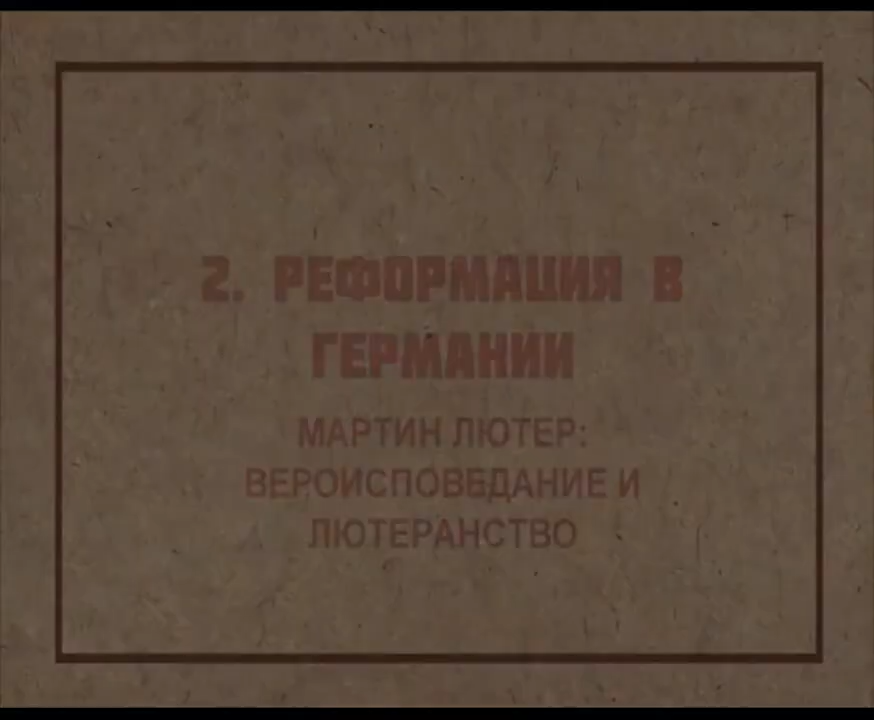 2. РЕФОРМАЦИЯ В
ГЕРМАНИИ
МАРТИН ЛЮТЕР:
ВЕРОИСПОВЕДАНИЕ И
ЛЮТЕРАНСТВО